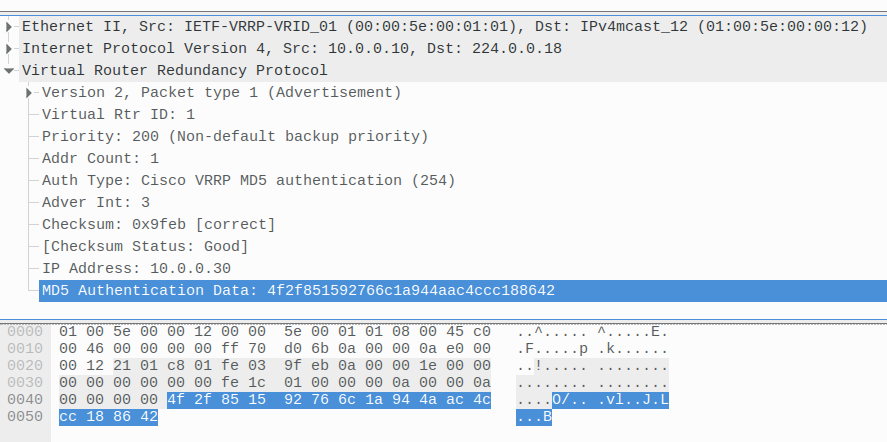 Ethernet II, Src: IETF-VRRP-VRID_01 (00:00:5e:00:01:01), Dst: IPv4mcast_12 (01:00:5e:00:00:12)
Internet Protocol Version 4, Src: 10.0.0.10, Dst: 224.0.0.18
Virtual Router Redundancy Protocol
Version 2, Packet type 1 (Advertisement)
Virtual Rtr ID: 1
Priority: 200 (Non-default backup priority)
Addr Count: 1
Auth Type: Cisco VRRP MD5 authentication (254)
Adver Int: 3
Checksum: 0x9feb [correct]
[Checksum Status: Good]
IP Address: 10.0.0.30
MD5 Authentication Data: 4f2f851592766c1a944aac4ccc188642
0000 01 00 5e 00 00 12 00 00 5e 00 01 01 08 00 45 c0 ..^..... ^.....E.
0010 00 46 00 00 00 00 ff 70 d0 6b 0a 00 00 0a e0 00 .F.....p .k......
0020 00 12 21 01 c8 01 fe 03 9f eb 0a 00 00 1e 00 00 ..!..... ........
0030 00 00 00 00 00 00 fe 1c 01 00 00 00 0a 00 00 0a ........ ........
0040 00 00 00 00 4f 2f 85 15 92 76 6c 1a 94 4a ac 4c ....O/.. .vl..J.L
0050 cc 18 86 42 ...B